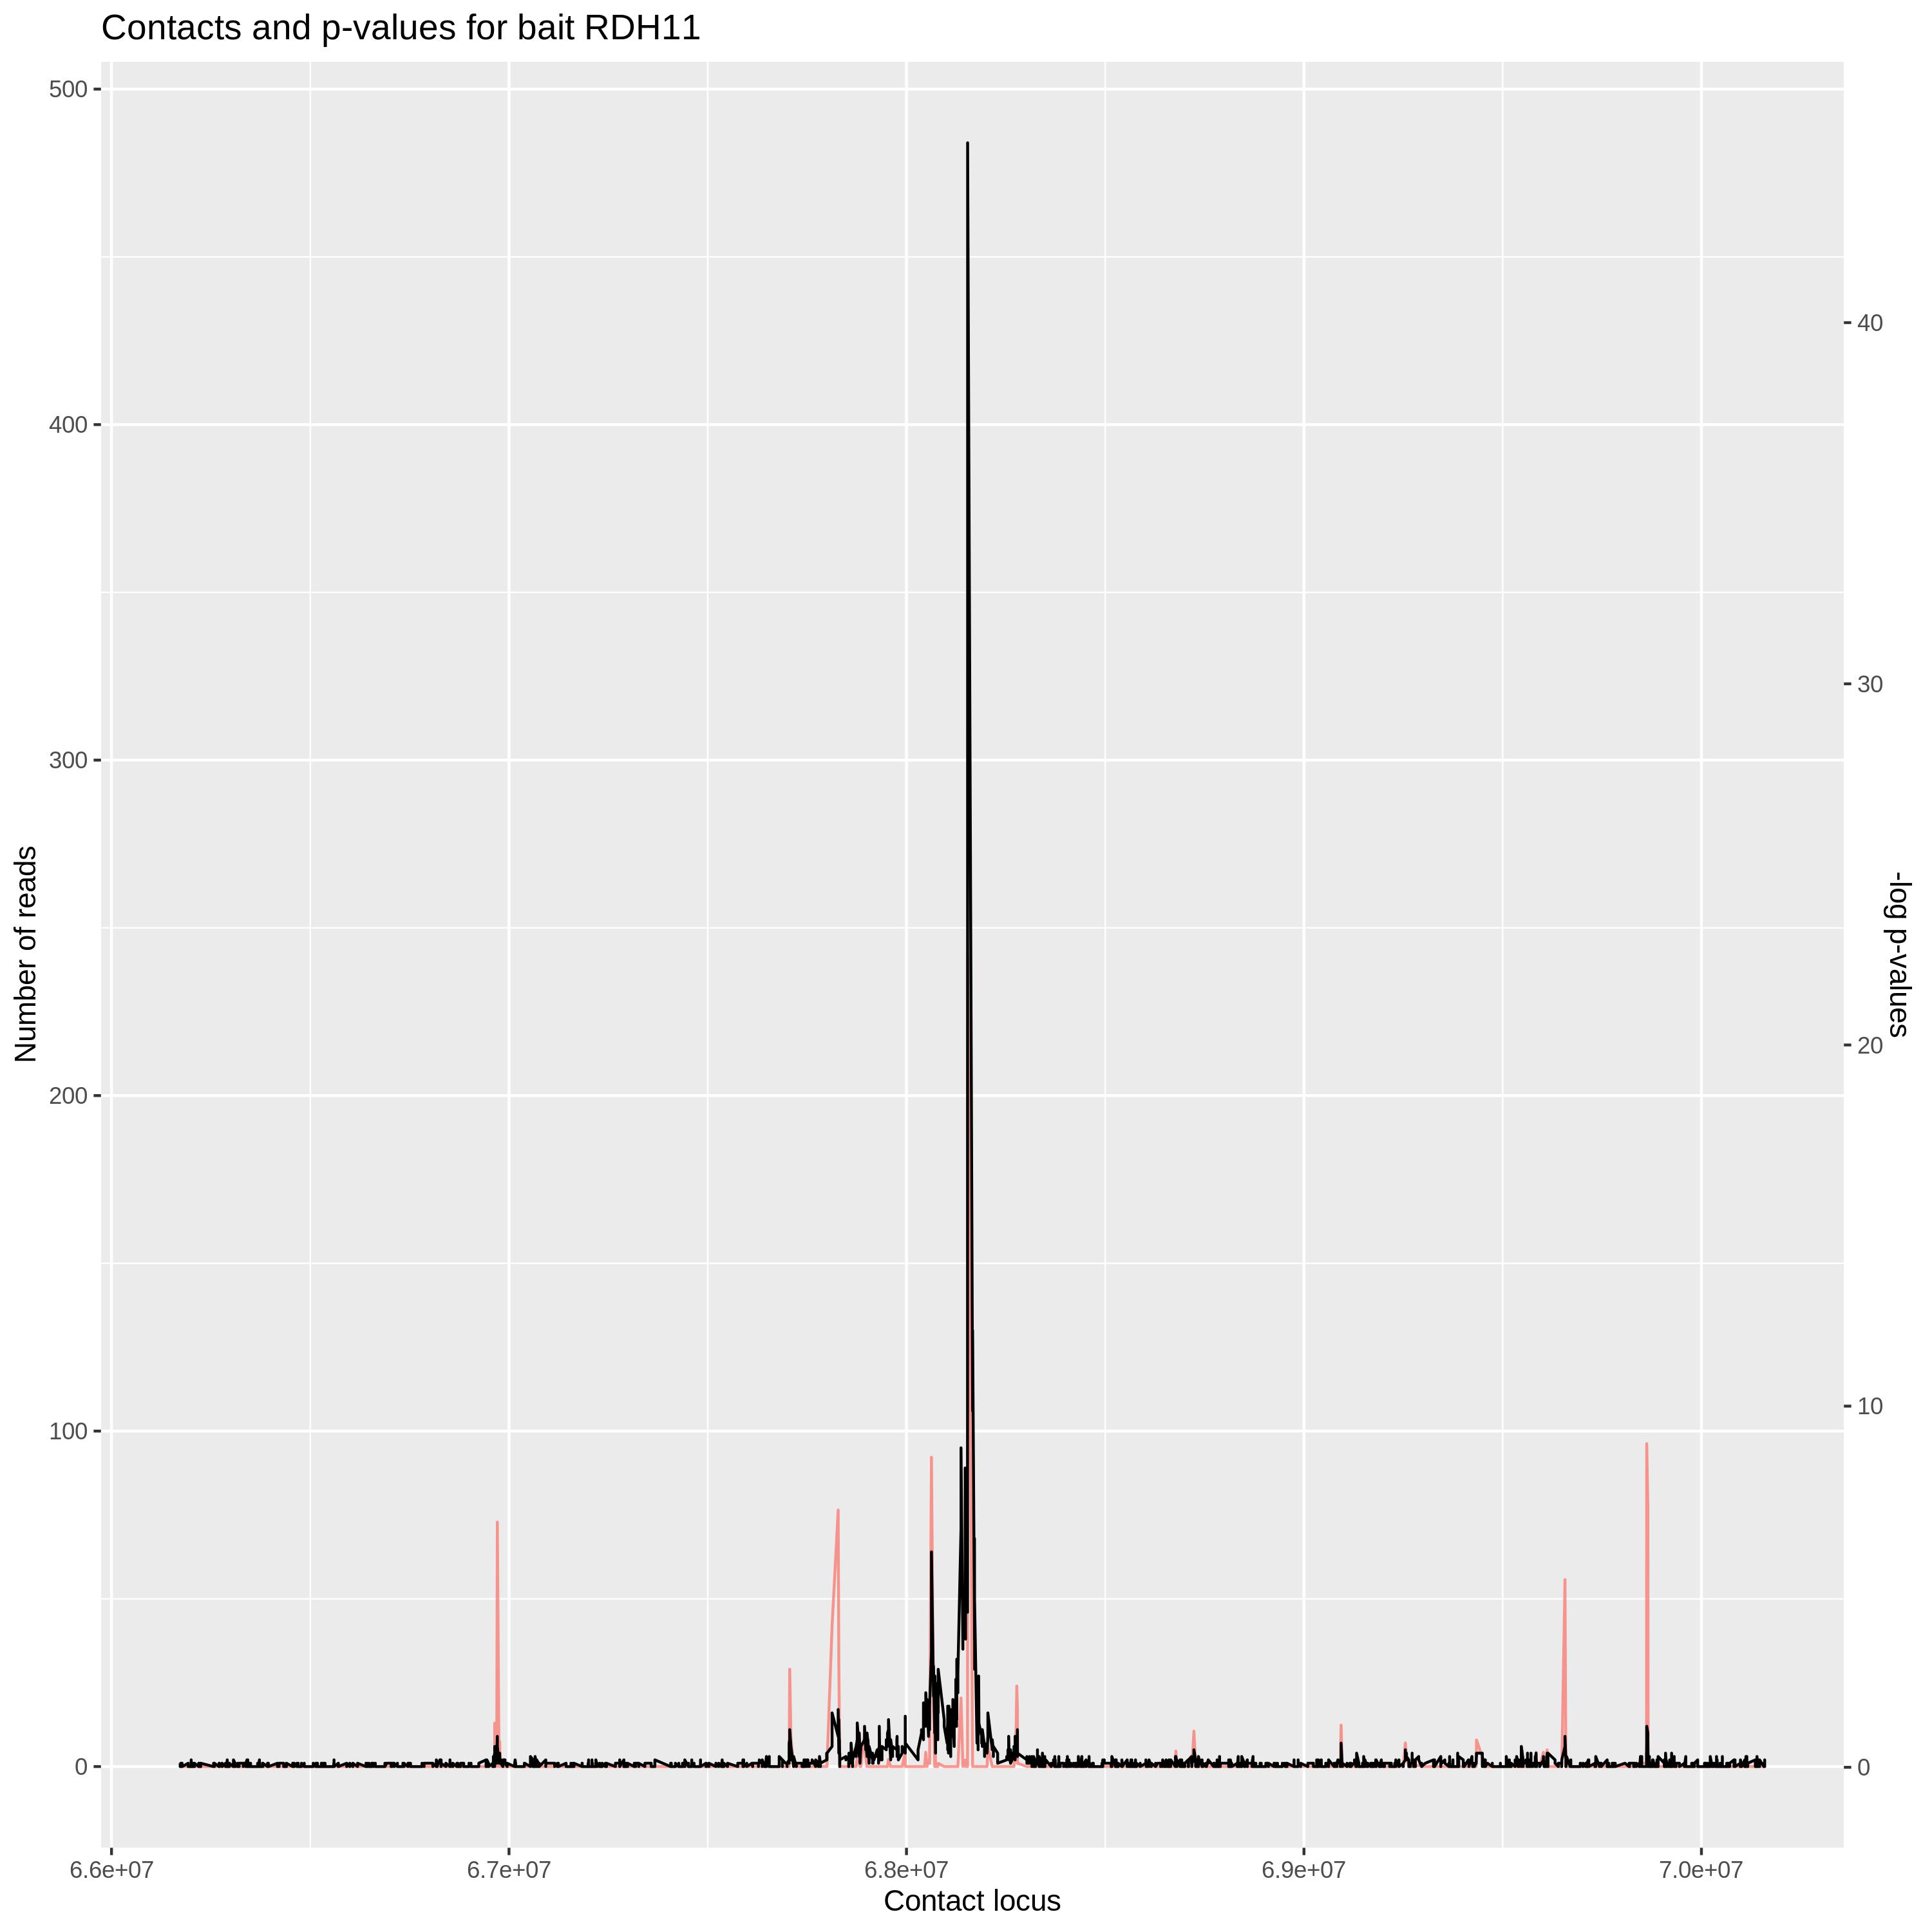 Contacts and p-values for bait RDH11
500
400
300
200
100
0
Number of reads
40
30
20
10
0
-log p-values
6.6e+07
6.7e+07
6.8e+07
6.9e+07
7.0e+07
Contact locus